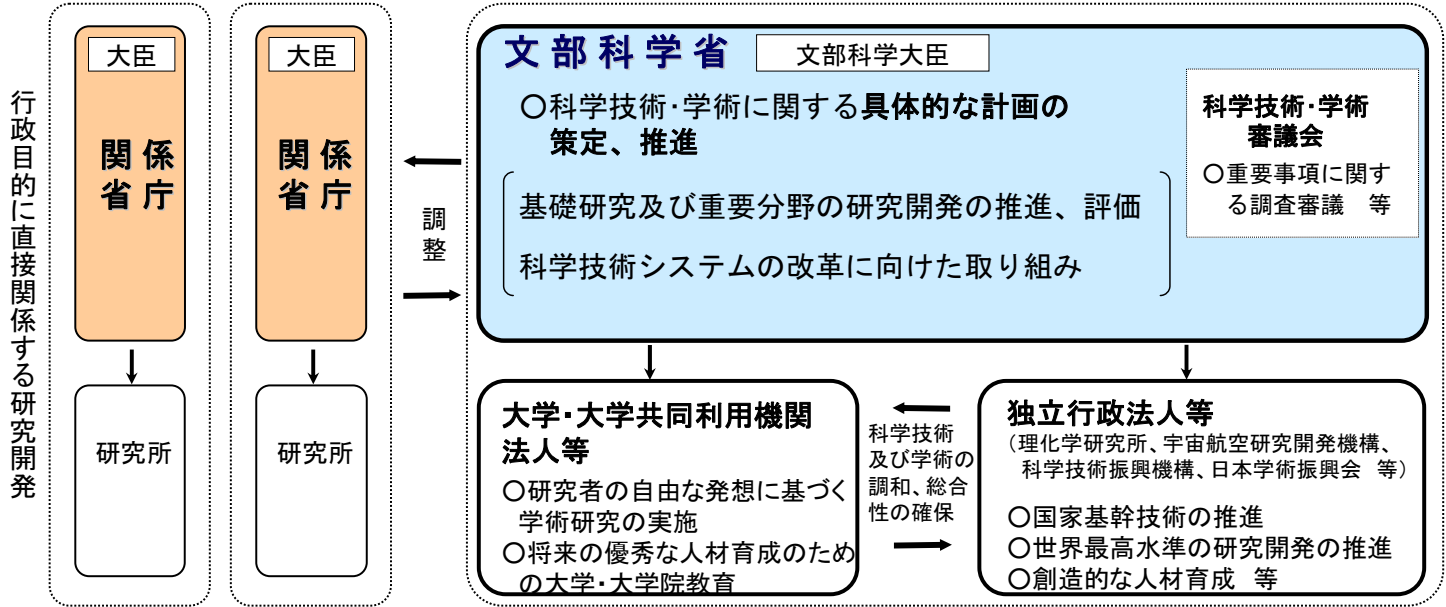 行政目的に直接関係する研究開発
大臣
関係
省庁
研究所
大臣
関係
省庁
研究所
調整
文部科学省
文部科学大臣
○科学技術・学術に関する具体的な計画の
策定、推進
基礎研究及び重要分野の研究開発の推進、評価
科学技術システムの改革に向けた取り組み
科学技術・学術
審議会
○重要事項に関す
る調査審議 等
大学・大学共同利用機関
法人等
○研究者の自由な発想に基づく
学術研究の実施
○将来の優秀な人材育成のため
の大学・大学院教育
科学技術
及び学術の
調和、総合
性の確保
独立行政法人等
(理化学研究所、宇宙航空研究開発機構、
科学技術振興機構、日本学術振興会 等)
○国家基幹技術の推進
○世界最高水準の研究開発の推進
○創造的な人材育成 等